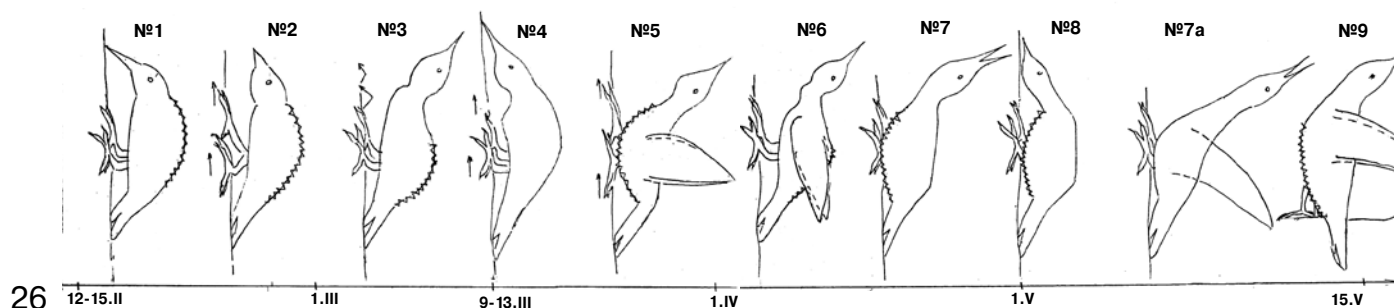 №1 №2 №3 №4 №5 №6 №7 №8 №7a №9
26 12-15.II 1.III 9-13.III 1.IV 1.V 15.V